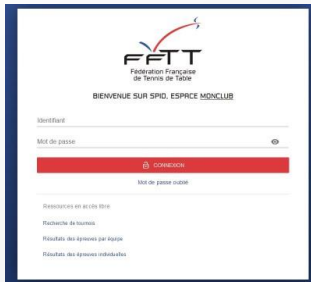 FFTT
Fédération Française
de Tennis de Table
BIENVENUE SUR SPID, ESPACE MONCLUB
Identifiant
Mot de passe
CONNEXION
Mot de passe oublié
Ressources en accès libre
Recherche de tournois
Résultats des épreuves par équipe
Résultats des épreuves individuelles